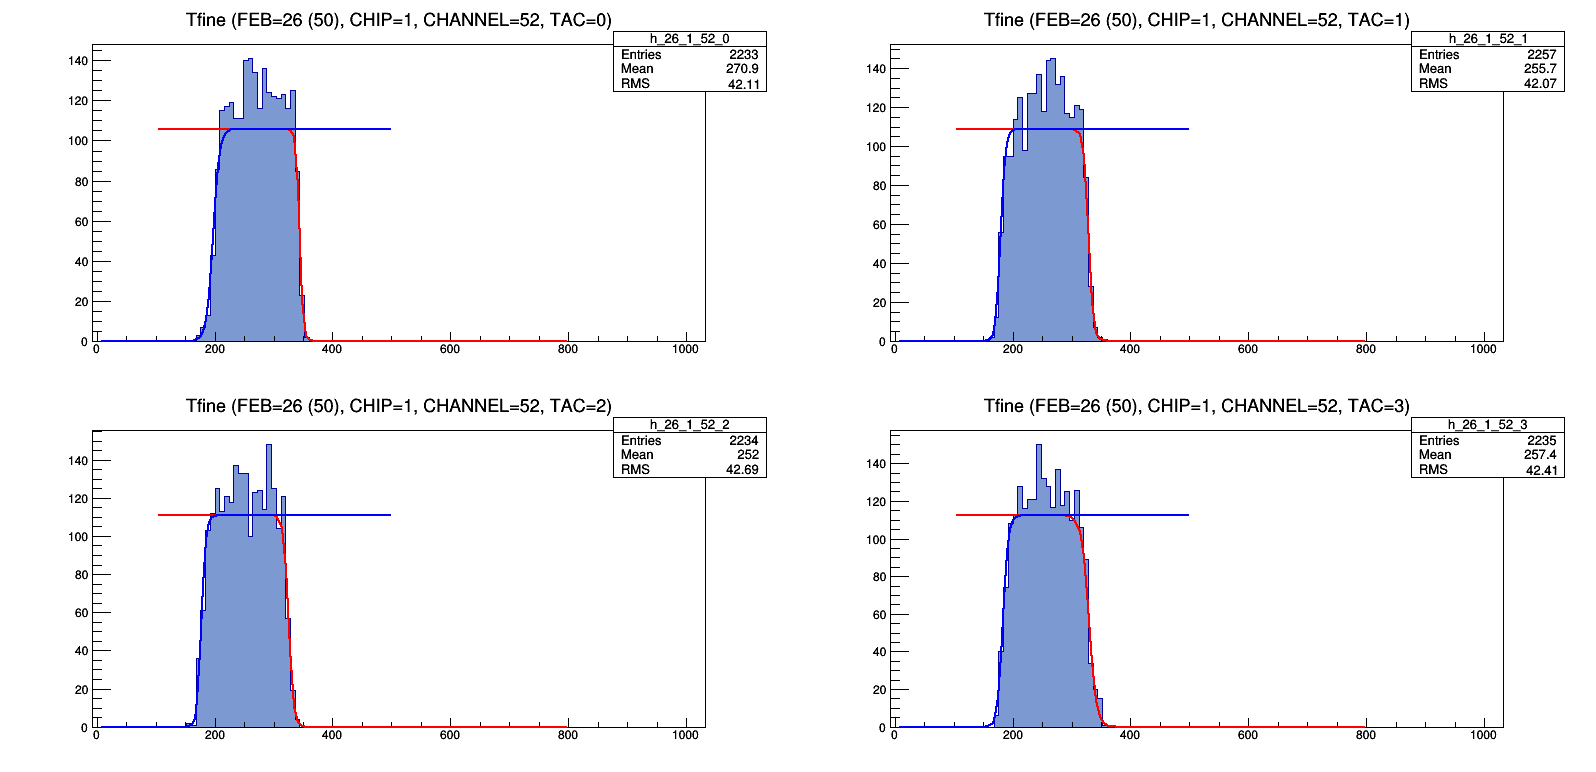 Tfine (FEB=26 (50), CHIP=1, CHANNEL=52, TAC=0)
h_26_1_52_0
Entries 2233
Mean 270.9
RMS 42.11
140
120
100
80
60
40
20
0
0 200 400 600 800 1000
Tfine (FEB=26 (50), CHIP=1, CHANNEL=52, TAC=1)
h_26_1_52_1
Entries 2257
Mean 255.7
RMS 42.07
140
120
100
80
60
40
20
0
0 200 400 600 800 1000
Tfine (FEB=26 (50), CHIP=1, CHANNEL=52, TAC=2)
h_26_1_52_2
Entries 2234
Mean 252
RMS 42.69
140
120
100
80
60
40
20
0
0 200 400 600 800 1000
Tfine (FEB=26 (50), CHIP=1, CHANNEL=52, TAC=3)
h_26_1_52_3
Entries 2235
Mean 257.4
RMS 42.41
140
120
100
80
60
40
20
0
0 200 400 600 800 1000